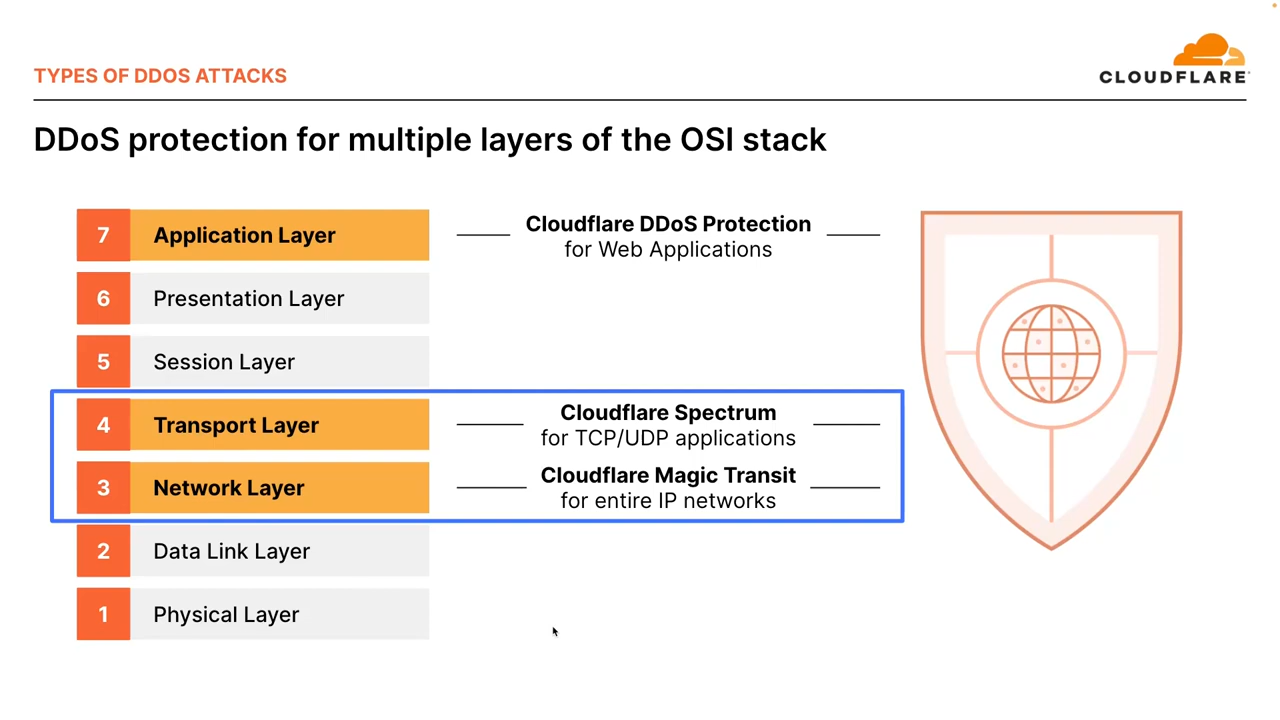 TYPES OF DDOS ATTACKS
CLOUDFLARE
DDoS protection for multiple layers of the OSI stack
7 Application Layer
Cloudflare DDoS Protection
for Web Applications
6 Presentation Layer
5 Session Layer
4 Transport Layer
Cloudflare Spectrum
for TCP/UDP applications
3 Network Layer
Cloudflare Magic Transit
for entire IP networks
2 Data Link Layer
1 Physical Layer